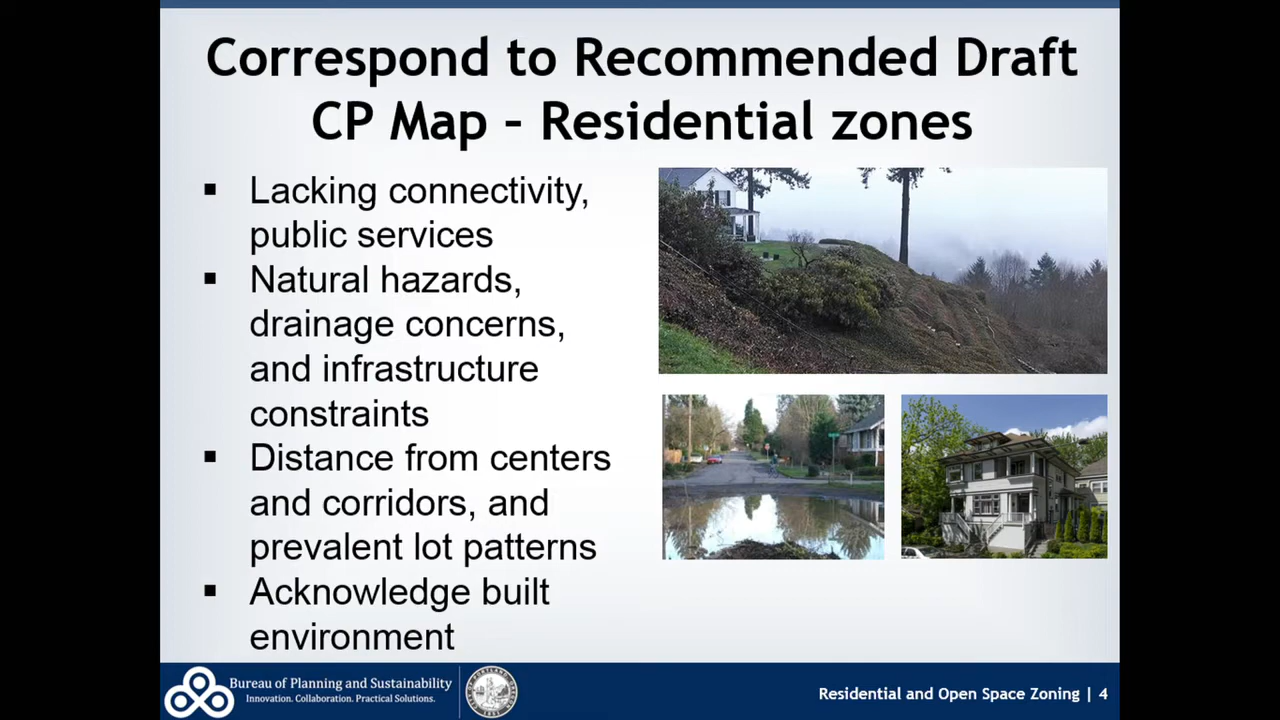 Correspond to Recommended Draft
CP Map - Residential zones
▪ Lacking connectivity,
public services
▪ Natural hazards,
drainage concerns,
and infrastructure
constraints
▪ Distance from centers
and corridors, and
prevalent lot patterns
▪ Acknowledge built
environment
Bureau of Planning and Sustainability
Innovation. Collaboration. Practical Solutions.
Residential and Open Space Zoning | 4